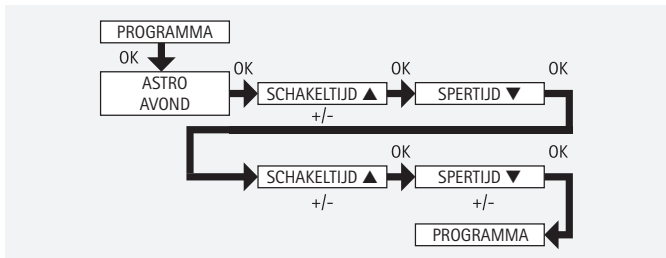 PROGRAMMA
OK
ASTRO
AVOND
OK
SCHAKELTIJD ▲
+/-
OK
SPERTIJD ▼
OK
SCHAKELTIJD ▲
+/-
OK
SPERTIJD ▼
+/-
OK
PROGRAMMA